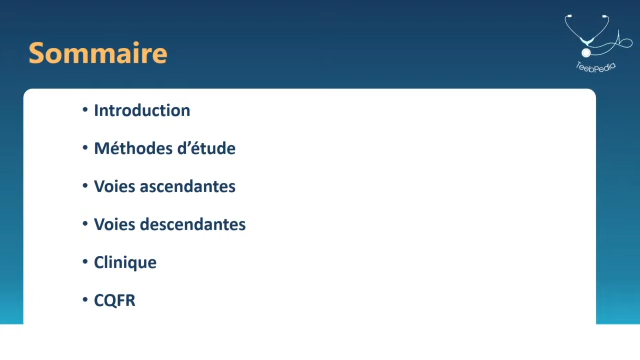 Sommaire
TeebPedia
• Introduction
• Méthodes d’étude
• Voies ascendantes
• Voies descendantes
• Clinique
• CQFR